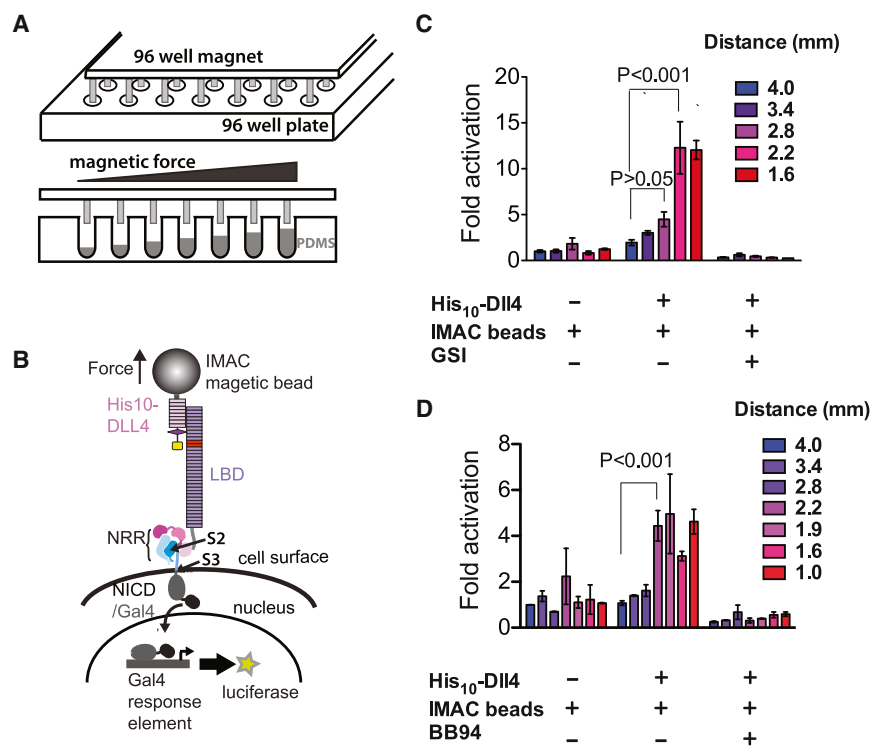 A
96 well magnet
96 well plate
magnetic force
PDMS
B
Force
IMAC
magetic bead
His10-
DLL4
LBD
NRR
S2
S3
cell surface
NICD
/Gal4
nucleus
Gal4
response
element
luciferase
C
Distance (mm)
4.0
3.4
2.8
2.2
1.6
Fold activation
20
15
10
5
0
P<0.001
P>0.05
His10-Dll4 − + +
IMAC beads + + +
GSI − − +
D
Distance (mm)
4.0
3.4
2.8
2.2
1.9
1.6
1.0
Fold activation
8
6
4
2
0
P<0.001
His10-Dll4 − + +
IMAC beads + + +
BB94 − − +